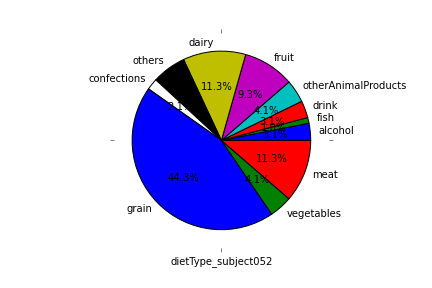 dairy
others
fruit
confections
11.3%
9.3%
otherAnimalProducts
4.1%
drink
fish
alcohol
11.3%
meat
44.3%
4.1%
grain
vegetables
dietType_subject052